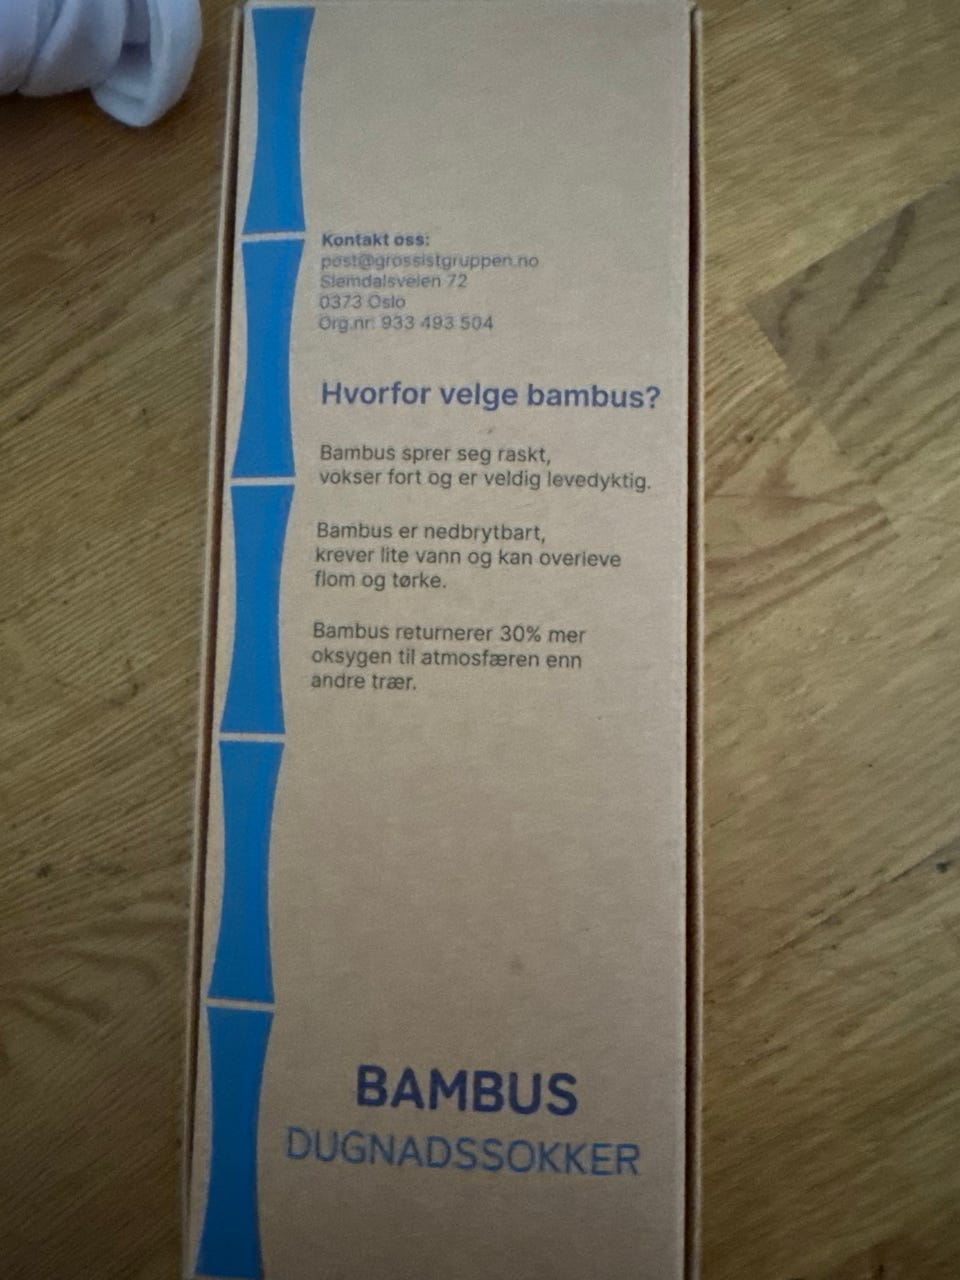 Kontakt oss:
post@grossistgruppen.no
Slemdalsveien 72
0373 Oslo
Org.nr: 933 493 504
Hvorfor velge bambus?
Bambus sprer seg raskt,
vokser fort og er veldig levedyktig.
Bambus er nedbrytbart,
krever lite vann og kan overleve
flom og tørke.
Bambus returnerer 30% mer
oksygen til atmosfæren enn
andre trær.
BAMBUS
DUGNADSSOKKER